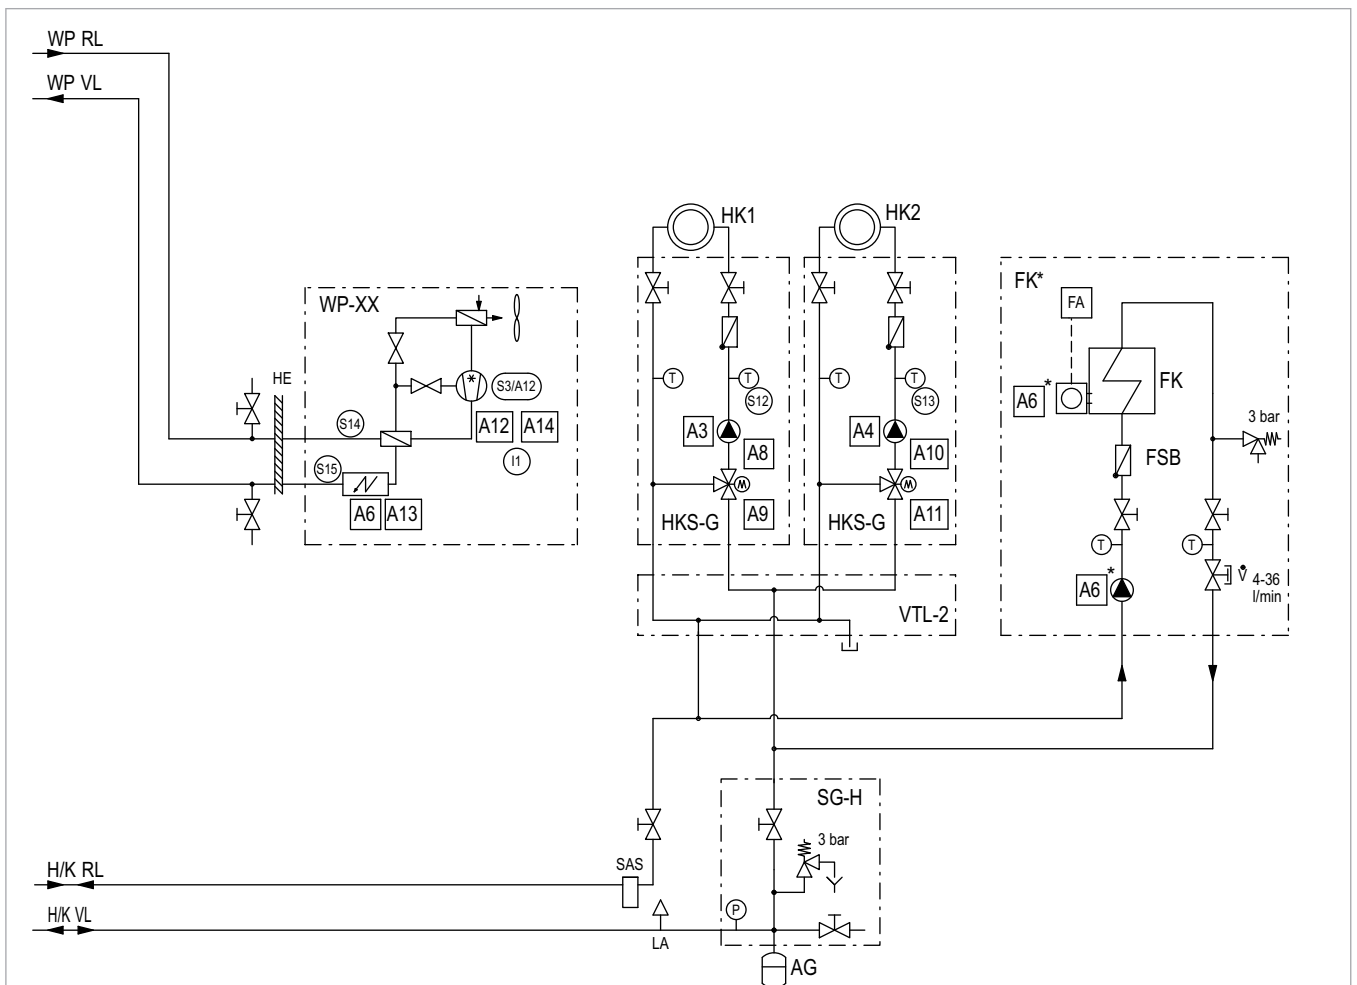 WP RL
WP VL
HK1
HK2
WP-XX
FK*
FA
HE
S3/A12
FK
A6*
T
T
S12
T
T
S13
S14
A12
A14
A3
A4
3 bar
I1
A8
A10
FSB
S15
M
M
A6
A13
A9
A11
HKS-G
HKS-G
T
T
A6*
V̇ 4-36
l/min
VTL-2
SG-H
3 bar
SAS
H/K RL
H/K VL
P
LA
AG